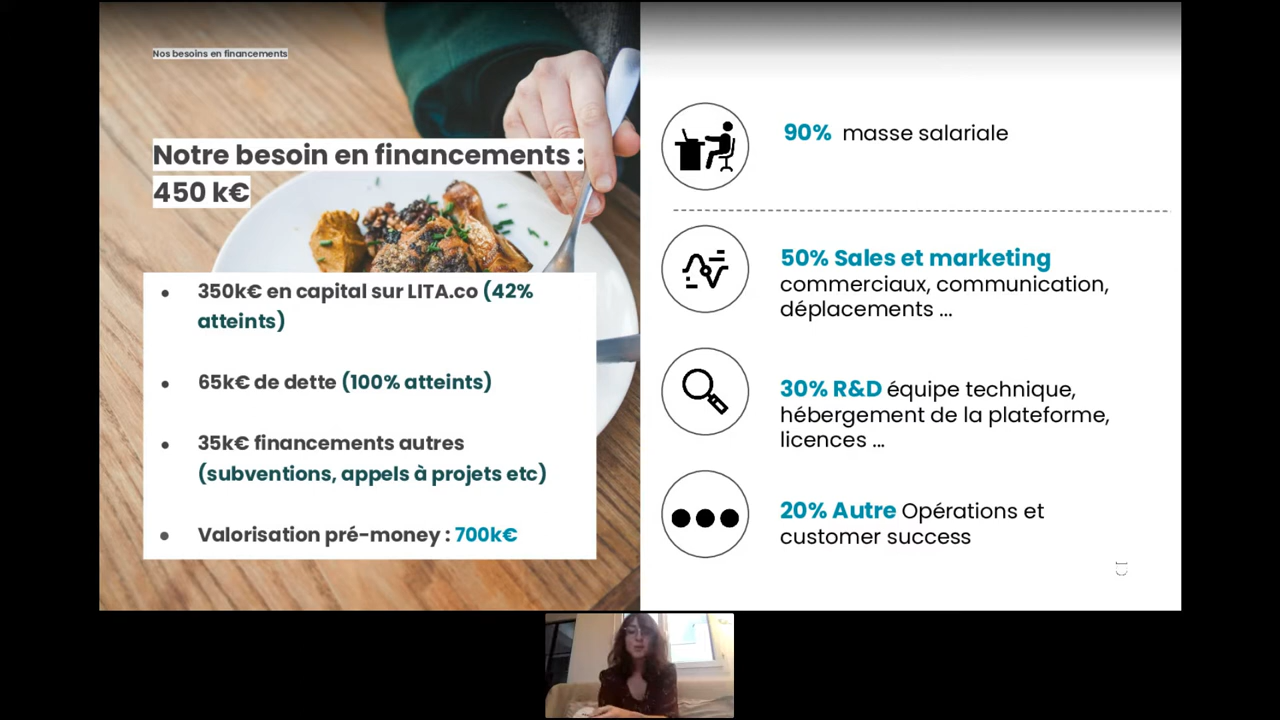 Nos besoins en financements
Notre besoin en financements :
450 k€
• 350k€ en capital sur LITA.co (42%
atteints)
• 65k€ de dette (100% atteints)
• 35k€ financements autres
(subventions, appels à projets etc)
• Valorisation pré-money : 700k€
90% masse salariale
50% Sales et marketing
commerciaux, communication,
déplacements ...
30% R&D équipe technique,
hébergement de la plateforme,
licences ...
20% Autre Opérations et
customer success